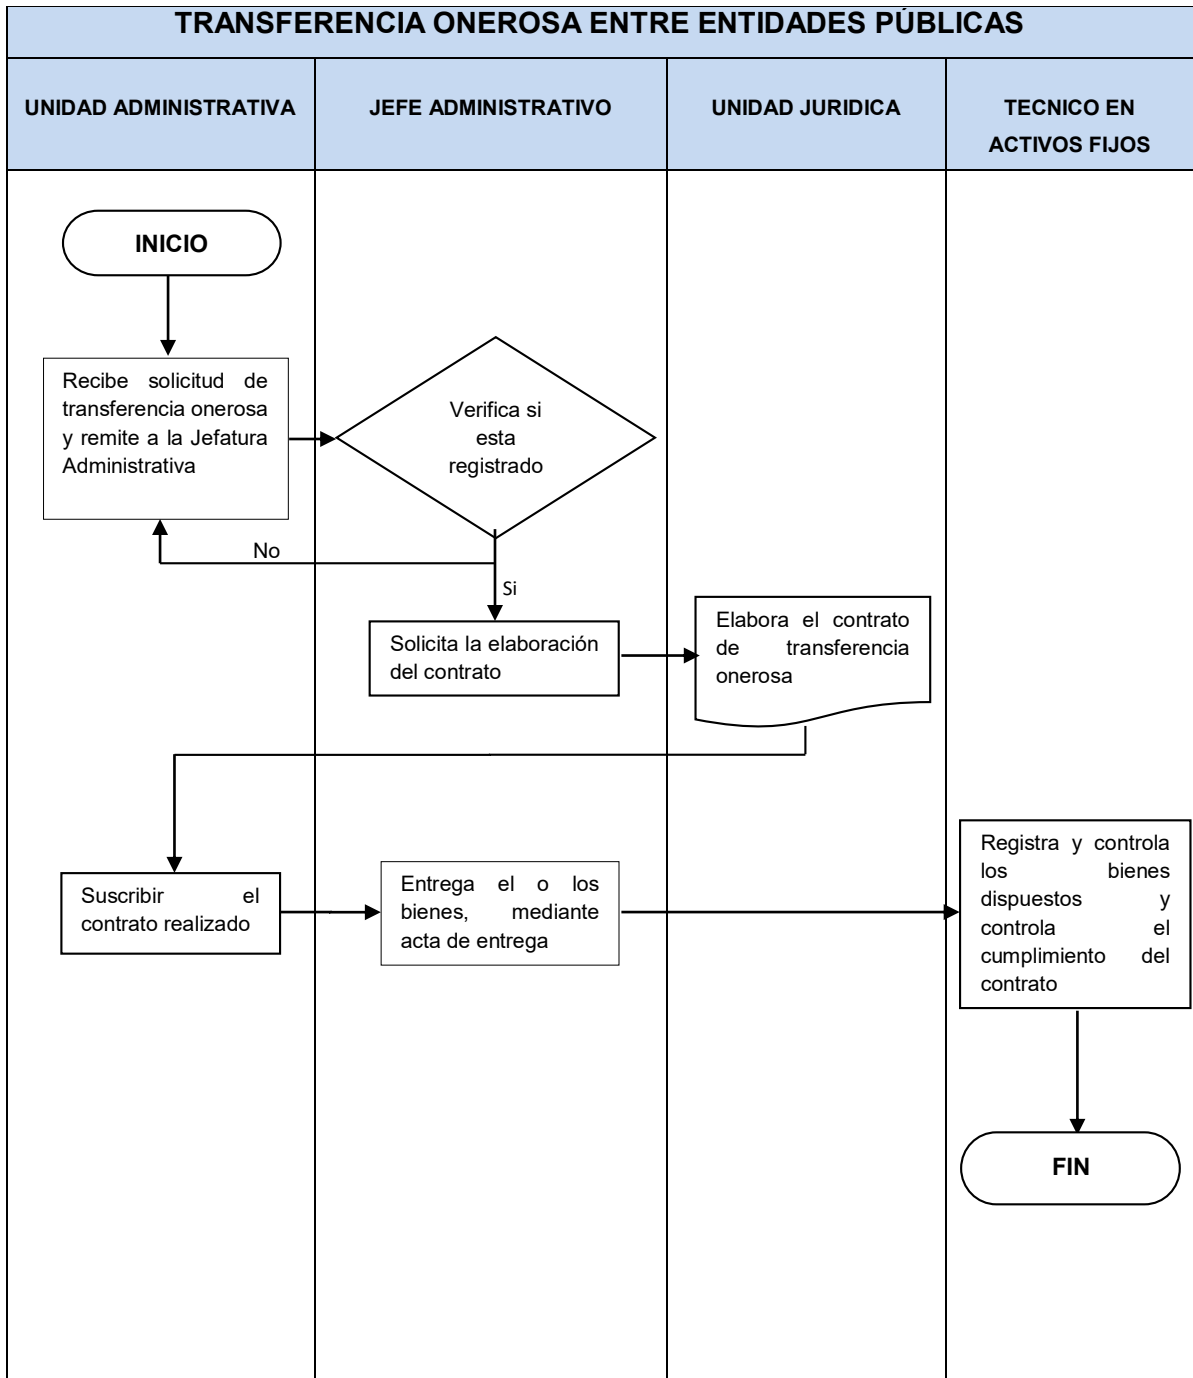 TRANSFERENCIA ONEROSA ENTRE ENTIDADES PÚBLICAS
UNIDAD ADMINISTRATIVA
JEFE ADMINISTRATIVO
UNIDAD JURIDICA
TECNICO EN
ACTIVOS FIJOS
INICIO
Recibe solicitud de
transferencia onerosa
y remite a la Jefatura
Administrativa
Verifica si
esta
registrado
No
Si
Solicita la elaboración
del contrato
Elabora el contrato
de transferencia
onerosa
Suscribir el
contrato realizado
Entrega el o los
bienes, mediante
acta de entrega
Registra y controla
los bienes
dispuestos y
controla el
cumplimiento del
contrato
FIN